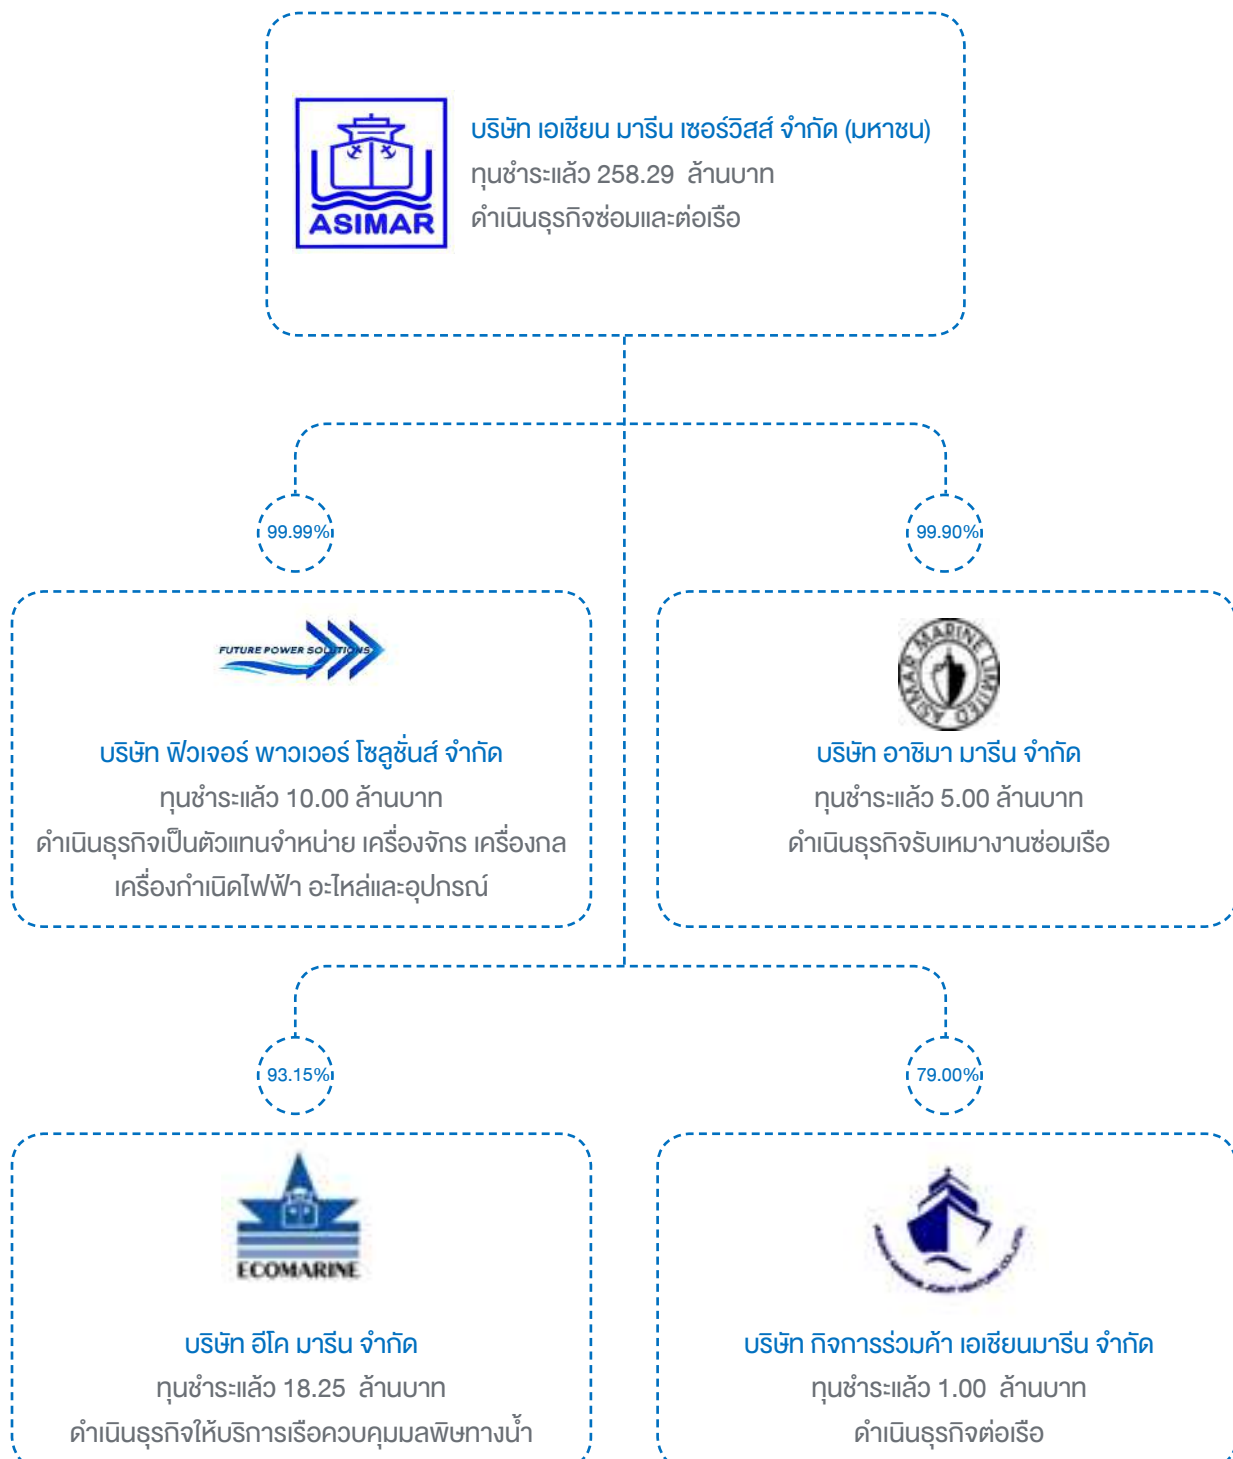 ASIMAR
บริษัท เอเชียน มารีน เซอร์วิสส์ จำกัด (มหาชน)
ทุนชำระแล้ว 258.29 ล้านบาท
ดำเนินธุรกิจซ่อมและต่อเรือ
99.99%
99.90%
FUTURE POWER SOLUTIONS
บริษัท ฟิวเจอร์ พาวเวอร์ โซลูชั่นส์ จำกัด
ทุนชำระแล้ว 10.00 ล้านบาท
ดำเนินธุรกิจเป็นตัวแทนจำหน่าย เครื่องจักร เครื่องกล
เครื่องกำเนิดไฟฟ้า อะไหล่และอุปกรณ์
ASIMAR MARINE LIMITED
บริษัท อาชิมา มารีน จำกัด
ทุนชำระแล้ว 5.00 ล้านบาท
ดำเนินธุรกิจรับเหมางานซ่อมเรือ
93.15%
79.00%
ECOMARINE
บริษัท อีโค มารีน จำกัด
ทุนชำระแล้ว 18.25 ล้านบาท
ดำเนินธุรกิจให้บริการเรือควบคุมมลพิษทางน้ำ
JOINT VENTURE CO.,LTD.
บริษัท กิจการร่วมค้า เอเชียนมารีน จำกัด
ทุนชำระแล้ว 1.00 ล้านบาท
ดำเนินธุรกิจต่อเรือ